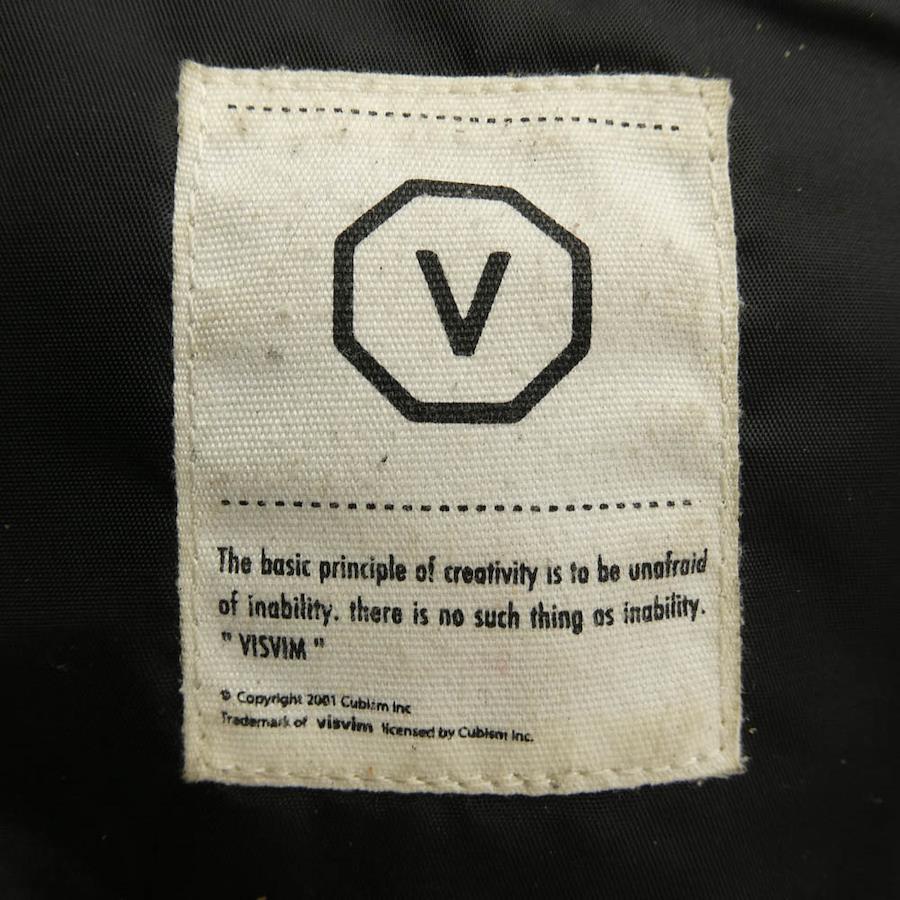 V
The basic principle of creativity is to be unafraid
of inability. there is no such thing as inability.
" VISVIM "
© Copyright 2001 Cubism Inc
Trademark of visvim licensed by Cubism Inc.